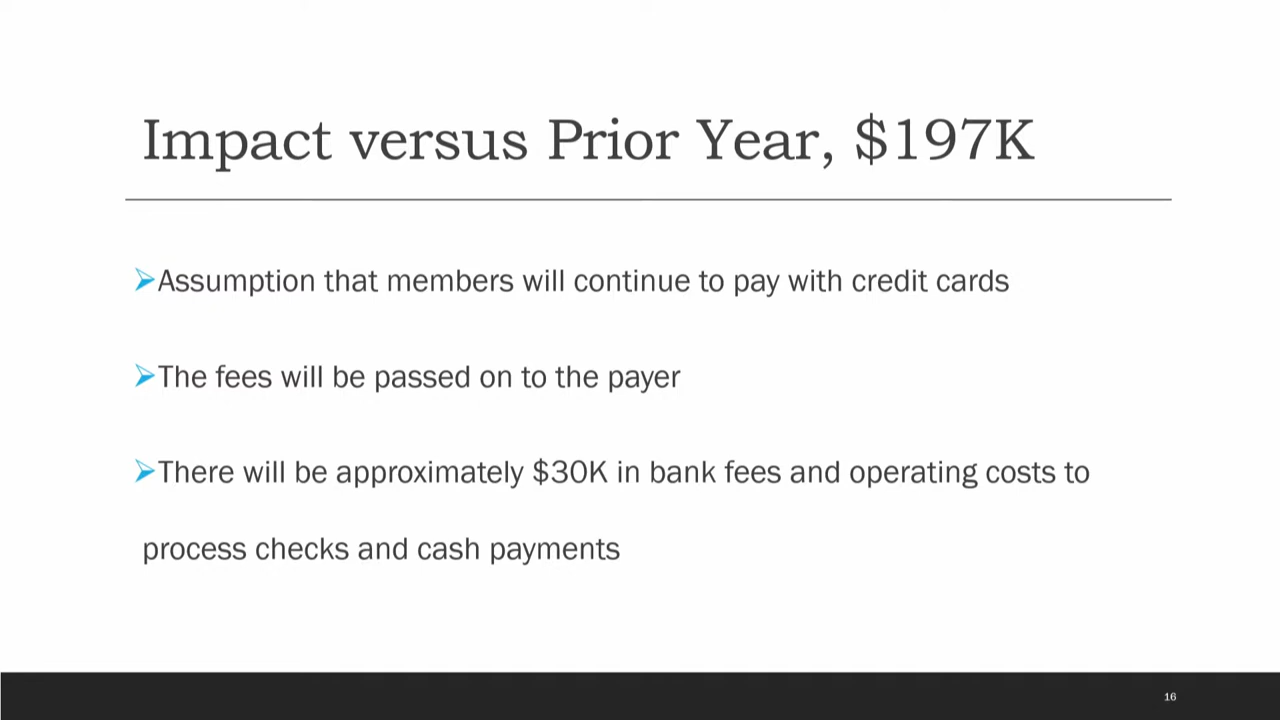 Impact versus Prior Year, $197K
➢Assumption that members will continue to pay with credit cards
➢The fees will be passed on to the payer
➢There will be approximately $30K in bank fees and operating costs to
process checks and cash payments
16